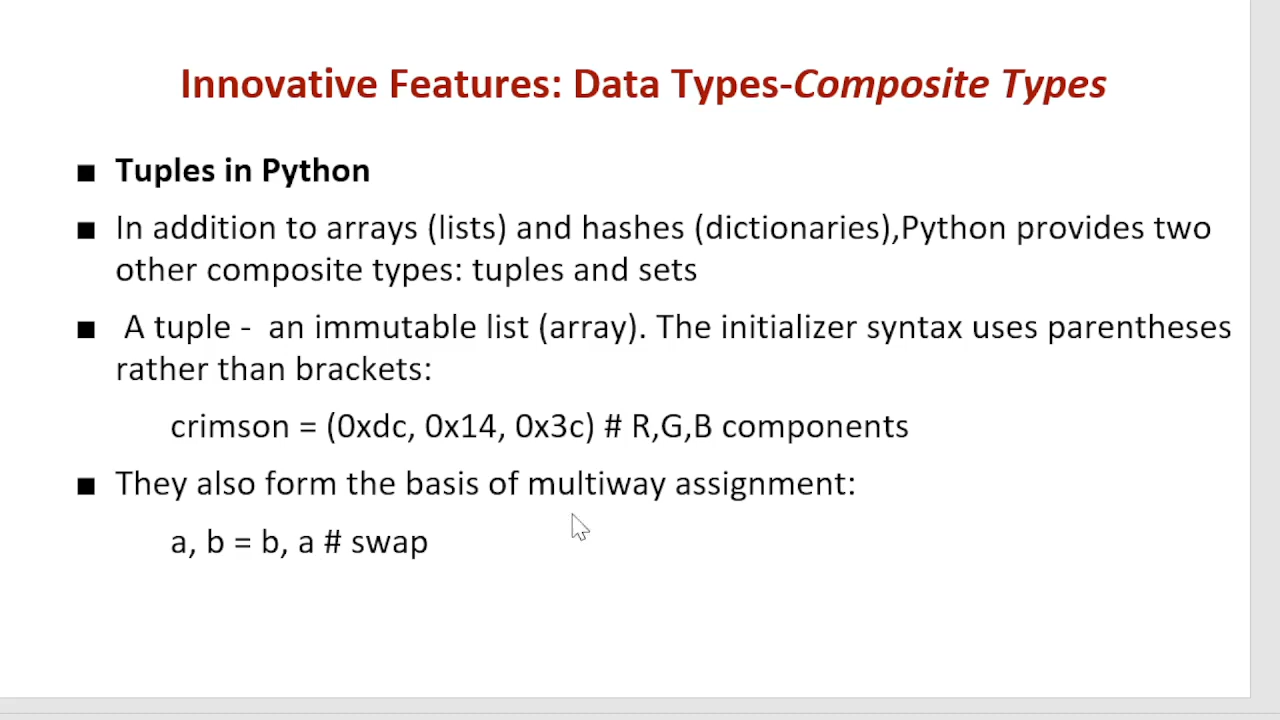 Innovative Features: Data Types-Composite Types
■ Tuples in Python
■ In addition to arrays (lists) and hashes (dictionaries),Python provides two
other composite types: tuples and sets
■ A tuple - an immutable list (array). The initializer syntax uses parentheses
rather than brackets:
crimson = (0xdc, 0x14, 0x3c) # R,G,B components
■ They also form the basis of multiway assignment:
a, b = b, a # swap